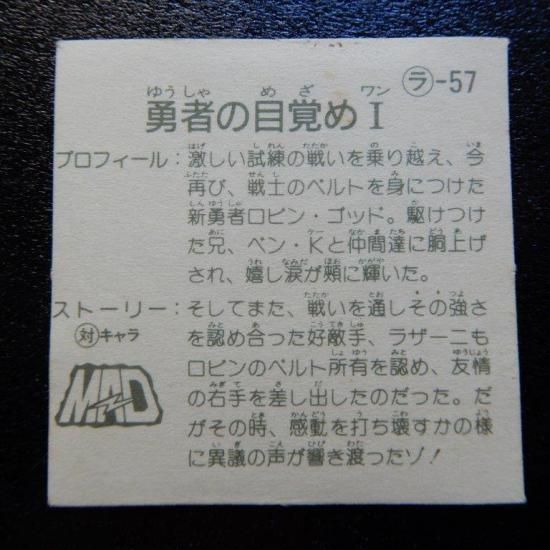 ラ-57
勇者の目覚めI
プロフィール：激しい試練の戦いを乗り越え、今
再び、戦士のベルトを身につけた
新勇者ロビン・ゴッド。駆けつけ
た兄、ベン・Kと仲間達に胴上げ
され、嬉し涙が頬に輝いた。
ストーリー：そしてまた、戦いを通しその強さ
対キャラ
を認め合った好敵手、ラザーニも
ロビンのベルト所有を認め、友情
の右手を差し出したのだった。だ
がその時、感動を打ち壊すかの様
に異議の声が響き渡ったゾ！
MAD